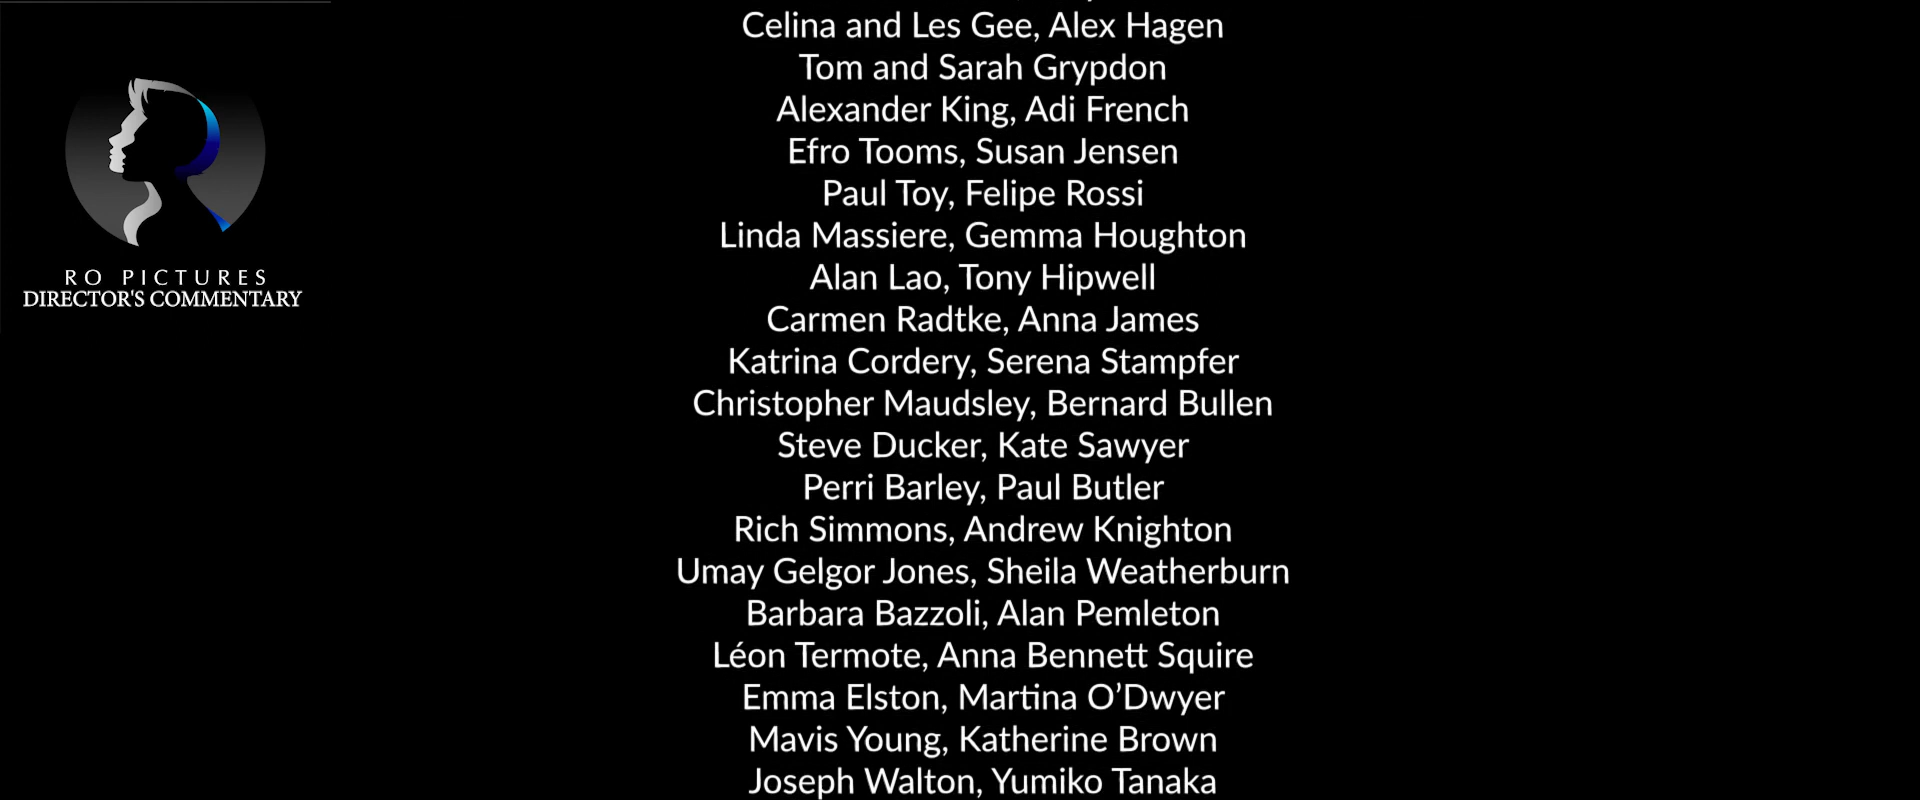 RO PICTURES
DIRECTOR'S COMMENTARY
Celina and Les Gee, Alex Hagen
Tom and Sarah Grypdon
Alexander King, Adi French
Efro Tooms, Susan Jensen
Paul Toy, Felipe Rossi
Linda Massiere, Gemma Houghton
Alan Lao, Tony Hipwell
Carmen Radtke, Anna James
Katrina Cordery, Serena Stampfer
Christopher Maudsley, Bernard Bullen
Steve Ducker, Kate Sawyer
Perri Barley, Paul Butler
Rich Simmons, Andrew Knighton
Umay Gelgor Jones, Sheila Weatherburn
Barbara Bazzoli, Alan Pemleton
Léon Termote, Anna Bennett Squire
Emma Elston, Martina O’Dwyer
Mavis Young, Katherine Brown
Joseph Walton, Yumiko Tanaka